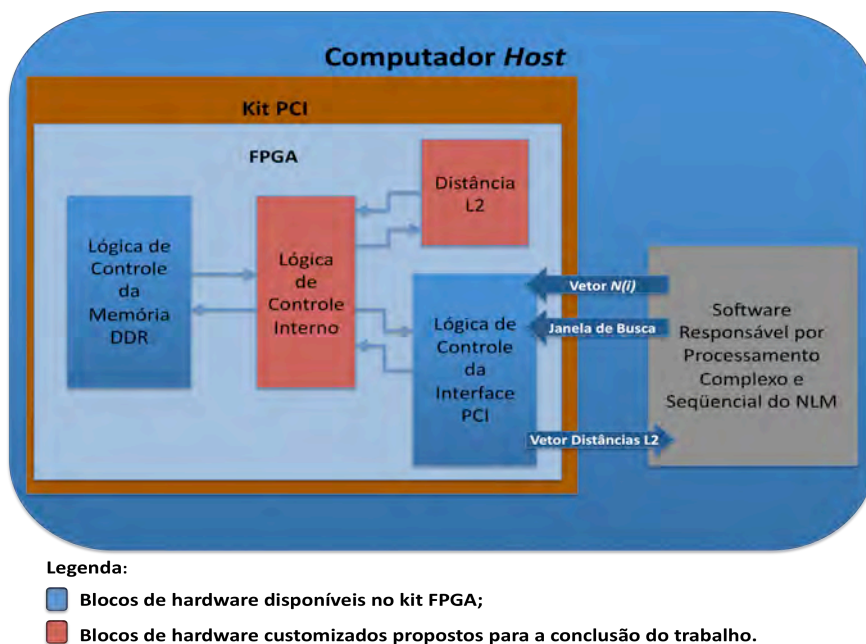 Computador Host
Kit PCI
FPGA
Distância
L2
Lógica de
Controle
da
Memória
DDR
Lógica
de
Controle
Interno
Lógica de
Controle
da
Interface
PCI
Vetor N(i)
Janela de Busca
Vetor Distâncias L2
Software
Responsável por
Processamento
Complexo e
Seqüencial do NLM
Legenda:
Blocos de hardware disponíveis no kit FPGA;
Blocos de hardware customizados propostos para a conclusão do trabalho.